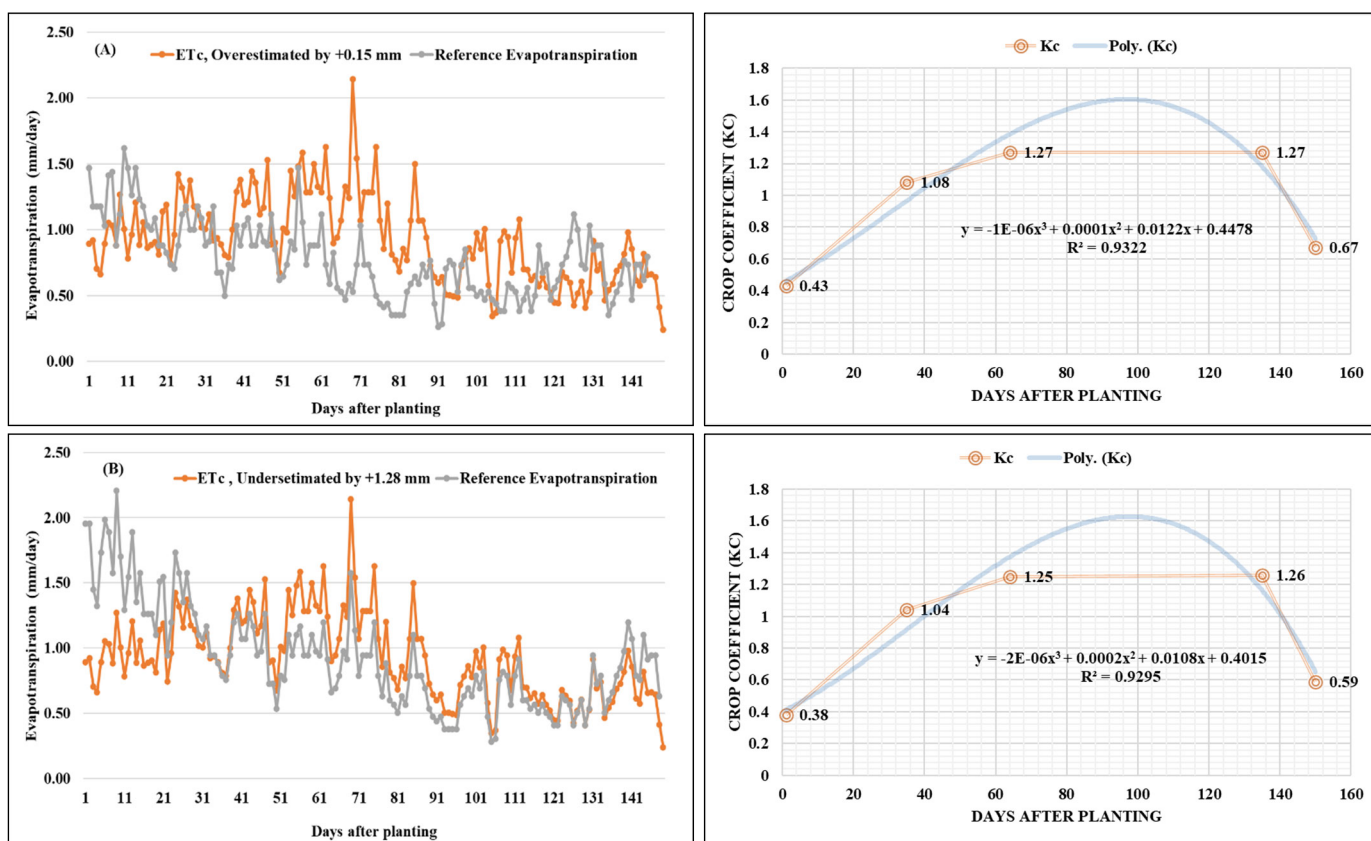 (A)
ETc, Overestimated by +0.15 mm
Reference Evapotranspiration
Evapotranspiration (mm/day)
2.50
2.00
1.50
1.00
0.50
0.00
1 11 21 31 41 51 61 71 81 91 101 111 121 131 141
Days after planting
Kc
Poly. (Kc)
CROP COEFFICIENT (KC)
1.8
1.6
1.4
1.2
1
0.8
0.6
0.4
0.2
0
0.43
1.08
1.27
1.27
0.67
y = -1E-06x³ + 0.0001x² + 0.0122x + 0.4478
R² = 0.9322
0 20 40 60 80 100 120 140 160
DAYS AFTER PLANTING
(B)
ETc , Undersetimated by +1.28 mm
Reference Evapotranspiration
Evapotranspiration (mm/day)
2.50
2.00
1.50
1.00
0.50
0.00
1 11 21 31 41 51 61 71 81 91 101 111 121 131 141
Days after planting
Kc
Poly. (Kc)
CROP COEFFICIENT (KC)
1.8
1.6
1.4
1.2
1
0.8
0.6
0.4
0.2
0
0.38
1.04
1.25
1.26
0.59
y = -2E-06x³ + 0.0002x² + 0.0108x + 0.4015
R² = 0.9295
0 20 40 60 80 100 120 140 160
DAYS AFTER PLANTING